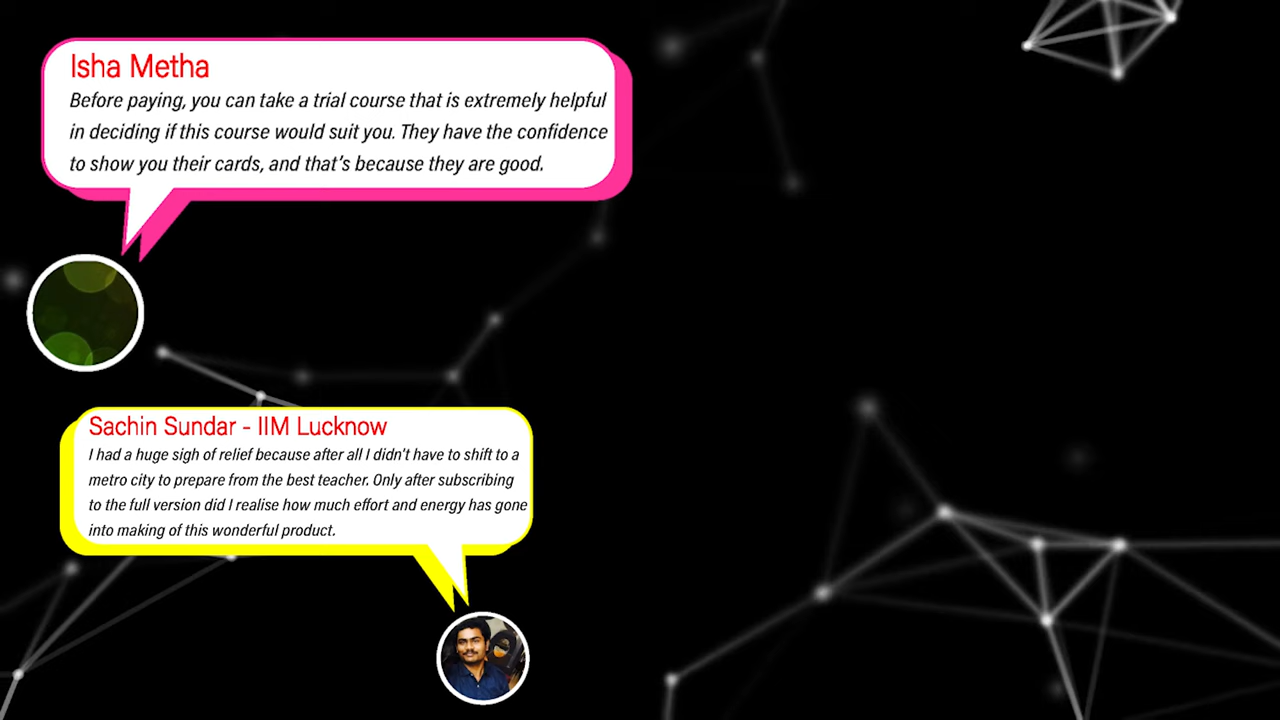 Isha Metha
Before paying, you can take a trial course that is extremely helpful
in deciding if this course would suit you. They have the confidence
to show you their cards, and that's because they are good.
Sachin Sundar - IIM Lucknow
I had a huge sigh of relief because after all I didn't have to shift to a
metro city to prepare from the best teacher. Only after subscribing
to the full version did I realise how much effort and energy has gone
into making of this wonderful product.